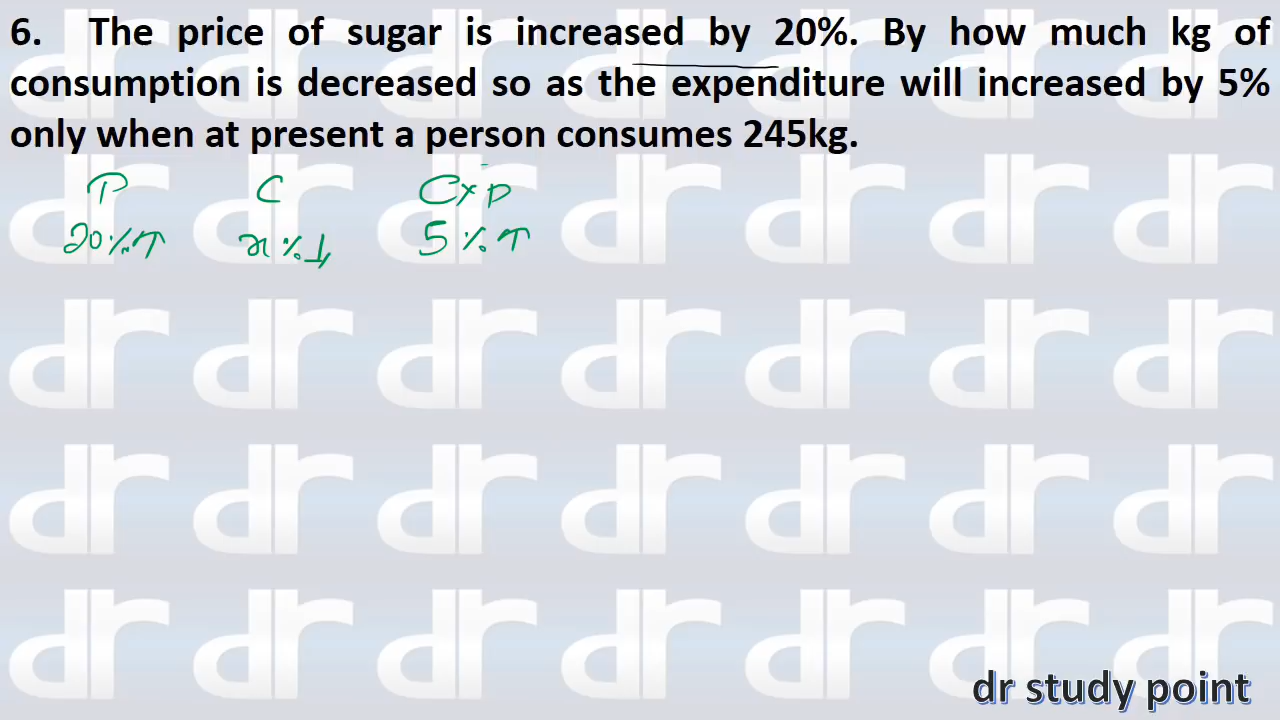 6. The price of sugar is increased by 20%. By how much kg of
consumption is decreased so as the expenditure will increased by 5%
only when at present a person consumes 245kg.
P C Exp
20%↑ x%↓ 5%↑
dr study point